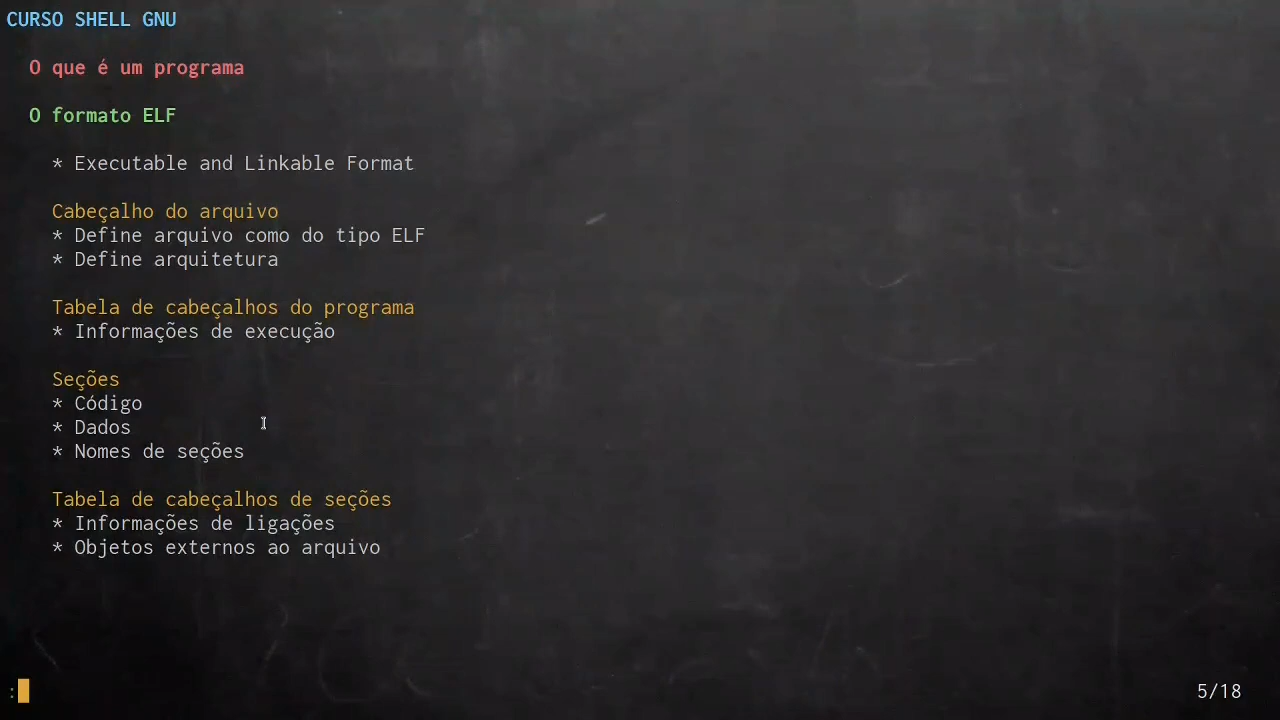 CURSO SHELL GNU
O que é um programa
O formato ELF
* Executable and Linkable Format
Cabeçalho do arquivo
* Define arquivo como do tipo ELF
* Define arquitetura
Tabela de cabeçalhos do programa
* Informações de execução
Seções
* Código
* Dados
* Nomes de seções
Tabela de cabeçalhos de seções
* Informações de ligações
* Objetos externos ao arquivo
:
5/18